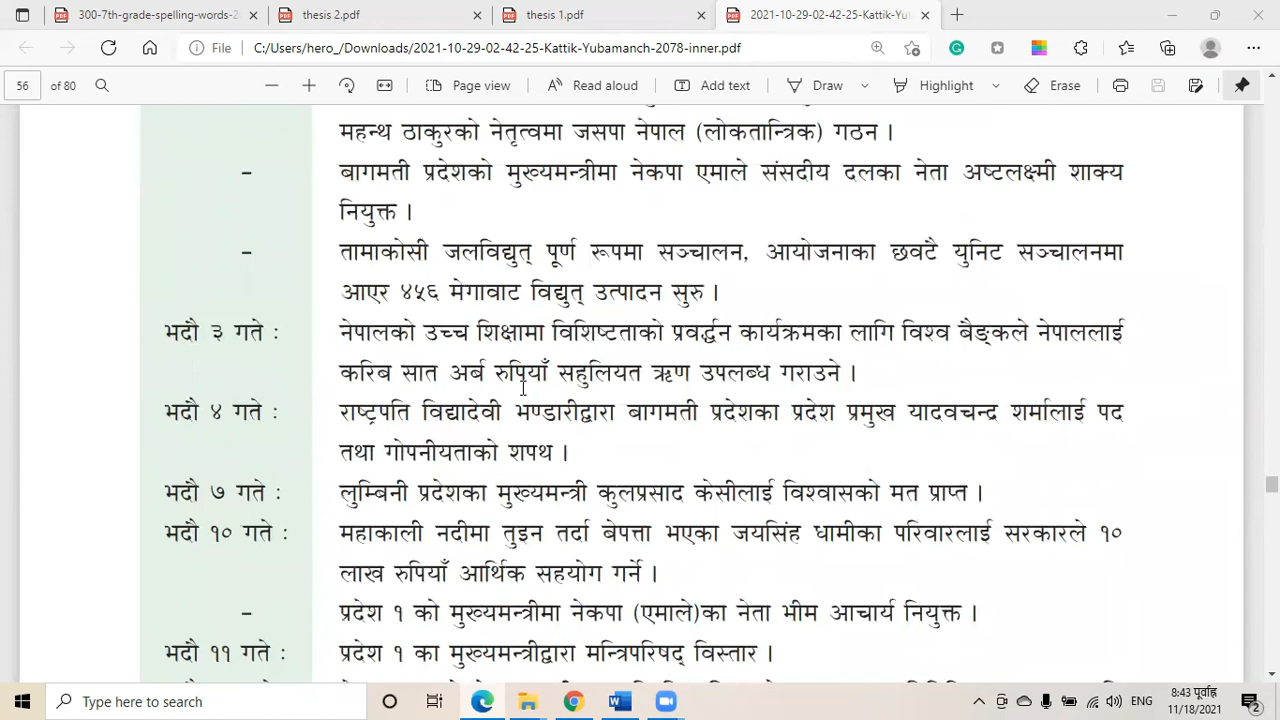 300-7th-grade-spelling-words-2
thesis 2.pdf
thesis 1.pdf
2021-10-29-02-42-25-Kattik-Yu
File
C:/Users/hero_/Downloads/2021-10-29-02-42-25-Kattik-Yubamanch-2078-inner.pdf
56 of 80
Page view
Read aloud
Add text
Draw
Highlight
Erase
महन्थ ठाकुरको नेतृत्वमा जसपा नेपाल (लोकतान्त्रिक) गठन ।
– बागमती प्रदेशको मुख्यमन्त्रीमा नेकपा एमाले संसदीय दलका नेता अष्टलक्ष्मी शाक्य
नियुक्त ।
– तामाकोसी जलविद्युत् पूर्ण रूपमा सञ्चालन, आयोजनाका छवटै युनिट सञ्चालनमा
आएर ४५६ मेगावाट विद्युत् उत्पादन सुरु ।
भदौ ३ गते : नेपालको उच्च शिक्षामा विशिष्टताको प्रवर्द्धन कार्यक्रमका लागि विश्व बैङ्कले नेपाललाई
करिब सात अर्ब रुपियाँ सहुलियत ऋण उपलब्ध गराउने ।
भदौ ४ गते : राष्ट्रपति विद्यादेवी भण्डारीद्वारा बागमती प्रदेशका प्रदेश प्रमुख यादवचन्द्र शर्मालाई पद
तथा गोपनीयताको शपथ ।
भदौ ७ गते : लुम्बिनी प्रदेशका मुख्यमन्त्री कुलप्रसाद केसीलाई विश्वासको मत प्राप्त ।
भदौ १० गते : महाकाली नदीमा तुइन तर्दा बेपत्ता भएका जयसिंह धामीका परिवारलाई सरकारले १०
लाख रुपियाँ आर्थिक सहयोग गर्ने ।
– प्रदेश १ को मुख्यमन्त्रीमा नेकपा (एमाले)का नेता भीम आचार्य नियुक्त ।
भदौ ११ गते : प्रदेश १ का मुख्यमन्त्रीद्वारा मन्त्रिपरिषद् विस्तार ।
Type here to search
ENG
8:43 पूर्वाह्न
11/18/2021
2